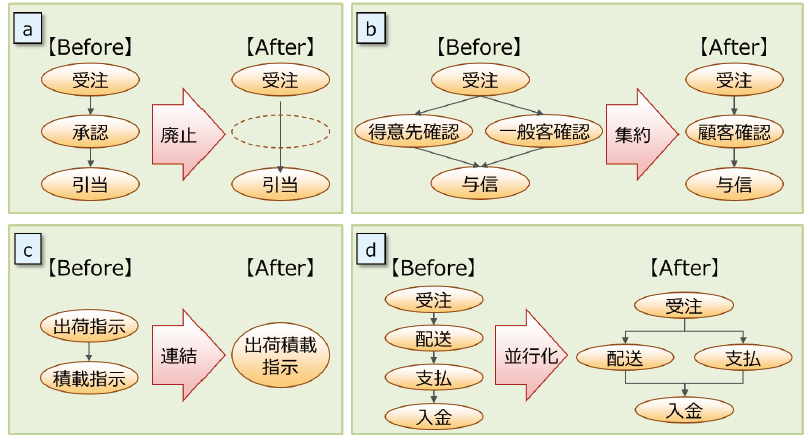 a
【Before】
【After】
受注
承認
引当
廃止
受注
引当
b
【Before】
【After】
受注
得意先確認
一般客確認
与信
集約
受注
顧客確認
与信
c
【Before】
【After】
出荷指示
積載指示
連結
出荷積載
指示
d
【Before】
【After】
受注
配送
支払
入金
並行化
受注
配送
支払
入金